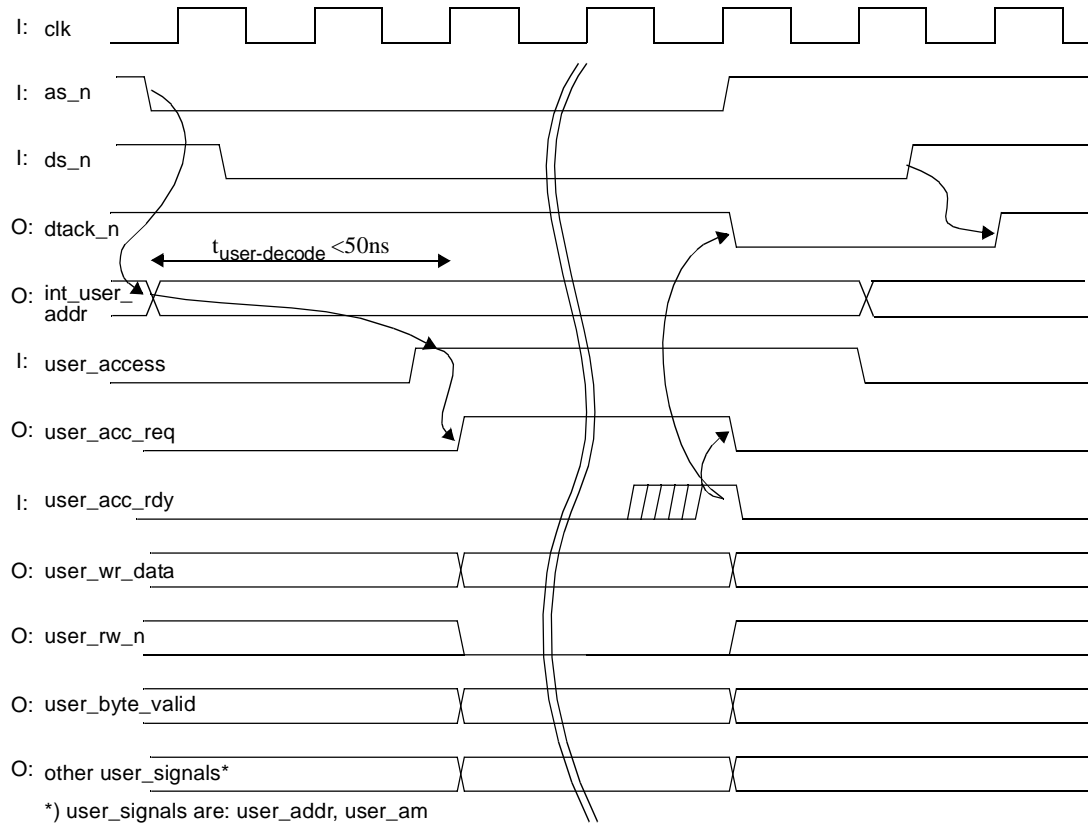 I: clk
I: as_n
I: ds_n
O: dtack_n
tuser-decode <50ns
O: int_user_
addr
I: user_access
O: user_acc_req
I: user_acc_rdy
O: user_wr_data
O: user_rw_n
O: user_byte_valid
O: other user_signals*
*) user_signals are: user_addr, user_am